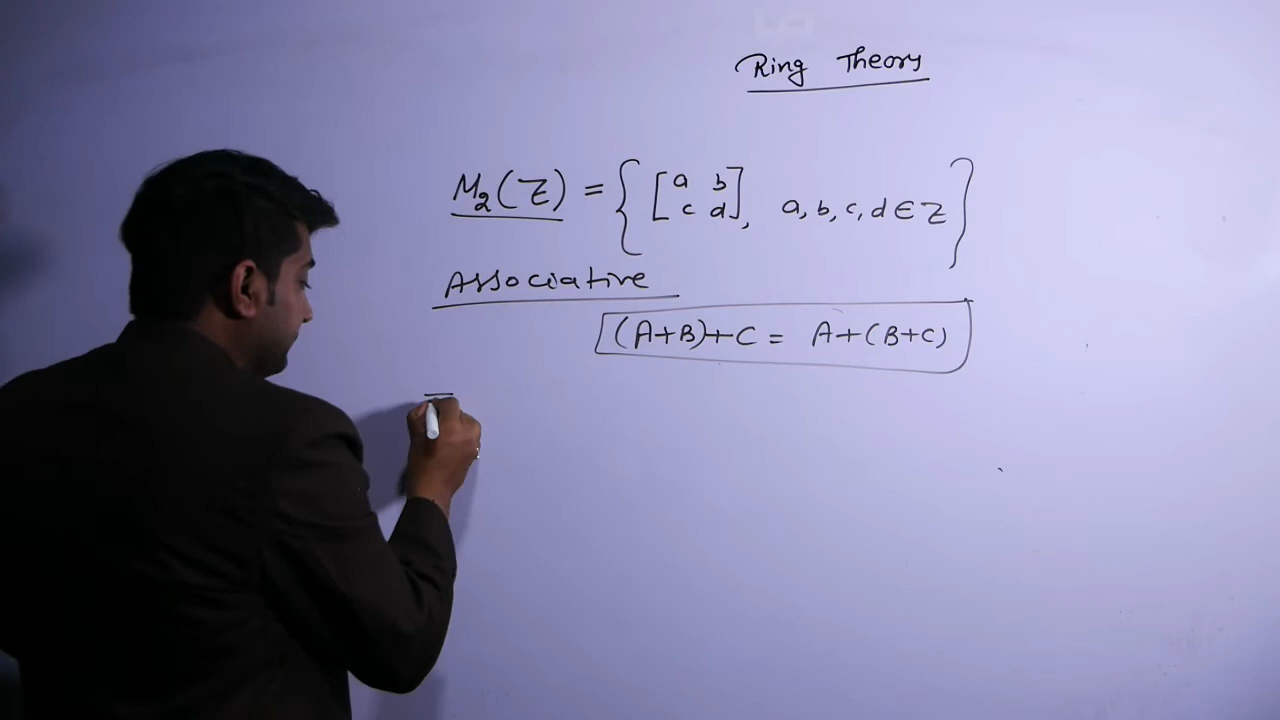 Ring Theory
M₂(Z) = { [a b
c d], a, b, c, d ∈ Z }
Associative
(A+B)+C = A+(B+C)